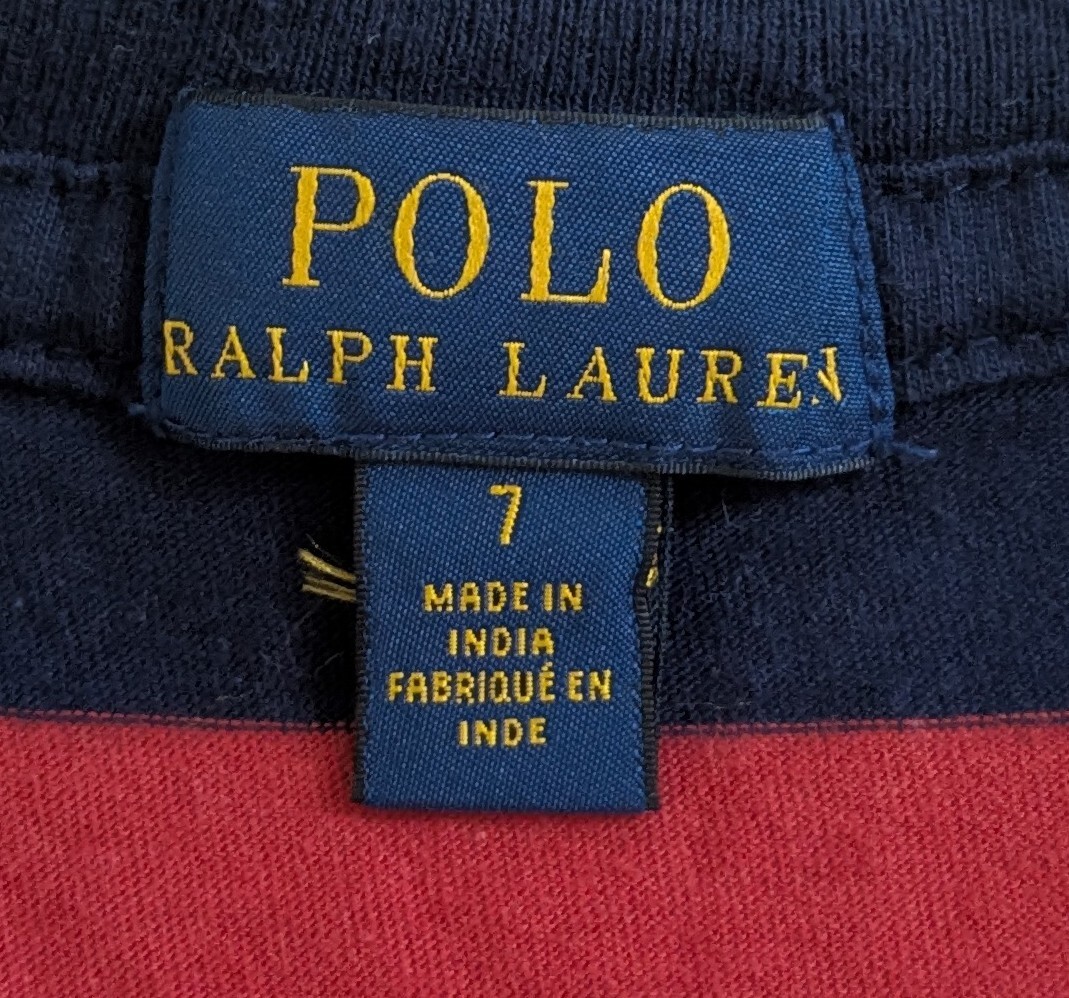 POLO
RALPH LAUREN
7
MADE IN
INDIA
FABRIQUÉ EN
INDE